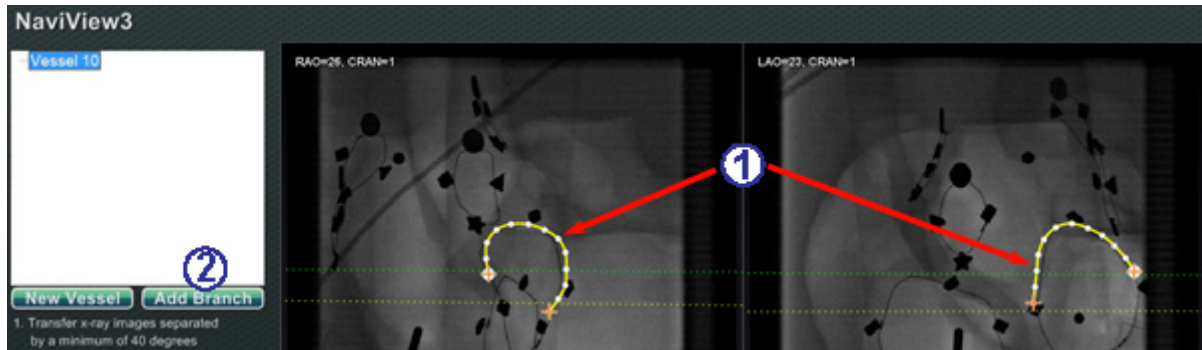 NaviView3
Vessel 10
RAO=26, CRAN=1
LAO=23, CRAN=1
1
2
New Vessel
Add Branch
1. Transfer x-ray images separated
by a minimum of 40 degrees